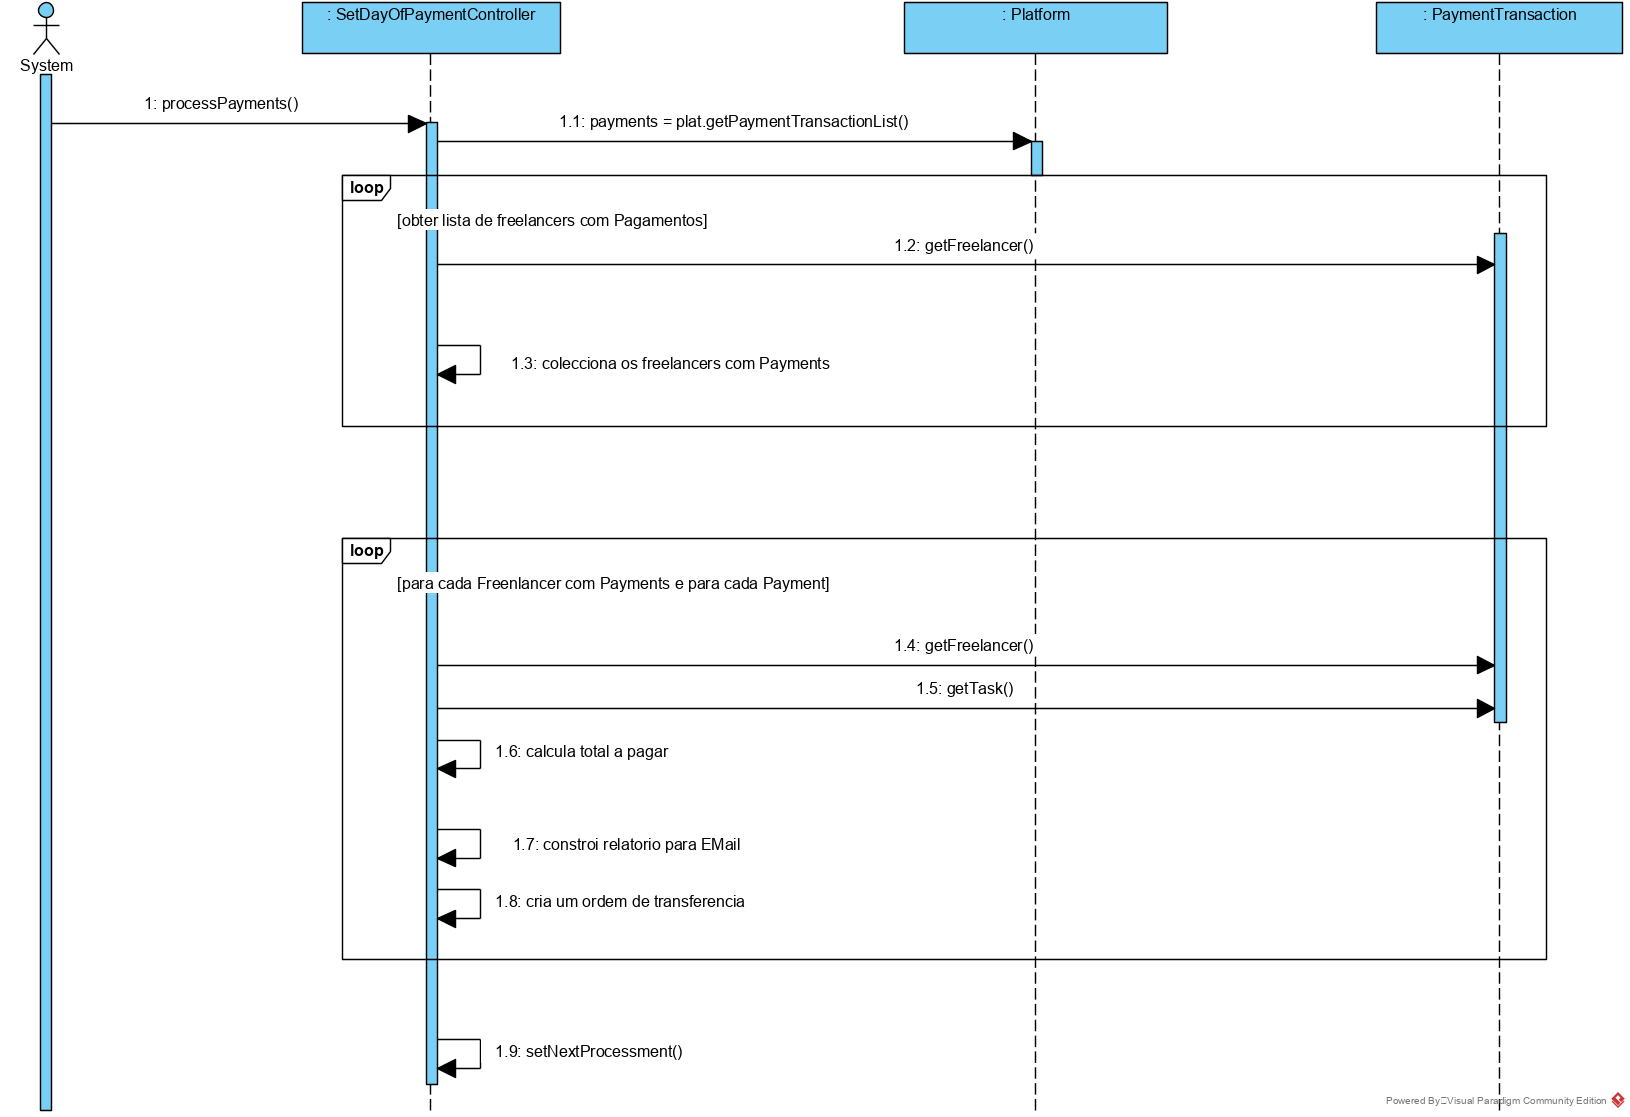 : SetDayOfPaymentController
: Platform
: PaymentTransaction
System
1: processPayments()
1.1: payments = plat.getPaymentTransactionList()
loop
[obter lista de freelancers com Pagamentos]
1.2: getFreelancer()
1.3: colecciona os freelancers com Payments
loop
[para cada Freenlancer com Payments e para cada Payment]
1.4: getFreelancer()
1.5: getTask()
1.6: calcula total a pagar
1.7: constroi relatorio para EMail
1.8: cria um ordem de transferencia
1.9: setNextProcessment()
Powered By Visual Paradigm Community Edition